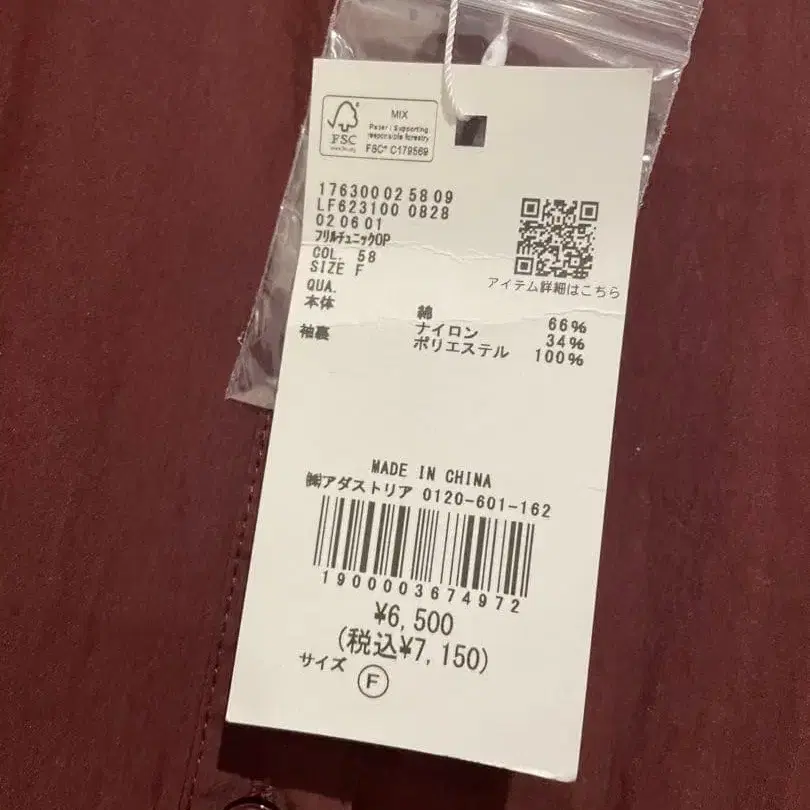 FSC
MIX
Paper | Supporting
responsible forestry
FSC® C179569
176300025809
LF623100 0828
020601
フリルチュニックOP
COL. 58
SIZE F
アイテム詳細はこちら
QUA.
本体 綿 66%
ナイロン 34%
袖裏 ポリエステル 100%
MADE IN CHINA
㈱アダストリア 0120-601-162
1900003674972
¥6,500
(税込¥7,150)
サイズ F